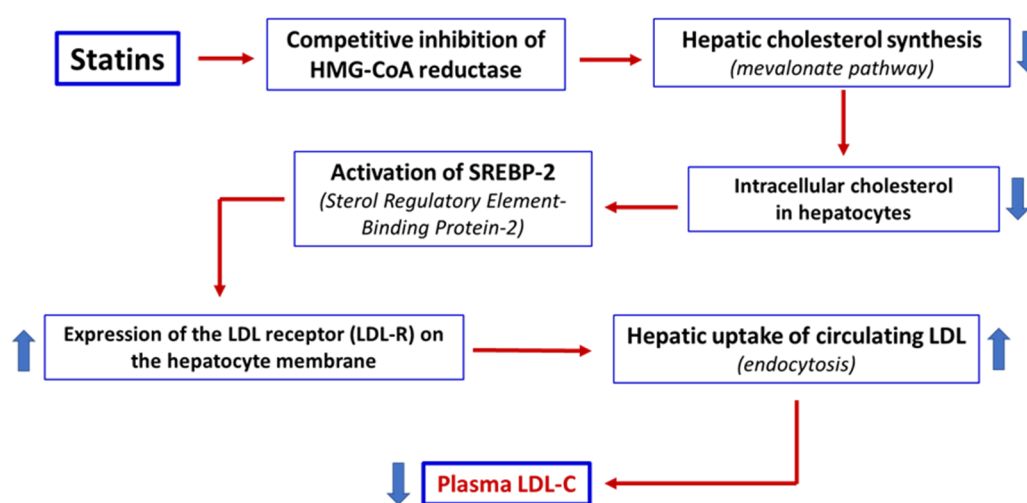 Statins
Competitive inhibition of
HMG-CoA reductase
Hepatic cholesterol synthesis
(mevalonate pathway)
Activation of SREBP-2
(Sterol Regulatory Element-
Binding Protein-2)
Intracellular cholesterol
in hepatocytes
Expression of the LDL receptor (LDL-R) on
the hepatocyte membrane
Hepatic uptake of circulating LDL
(endocytosis)
Plasma LDL-C